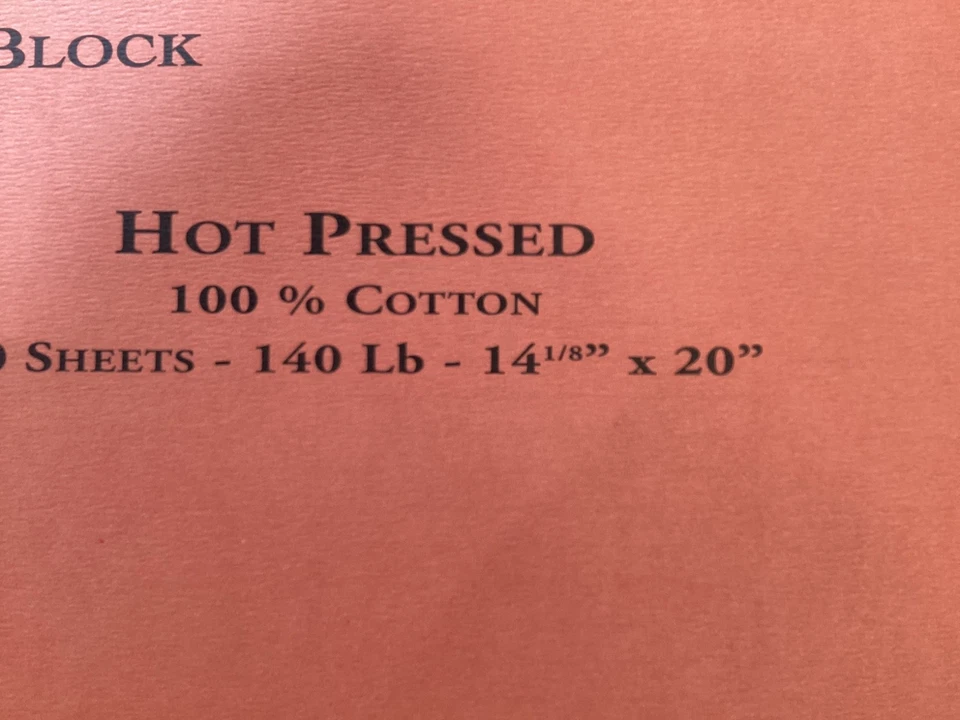 BLOCK
HOT PRESSED
100 % COTTON
SHEETS - 140 Lb - 14 1/8” x 20”